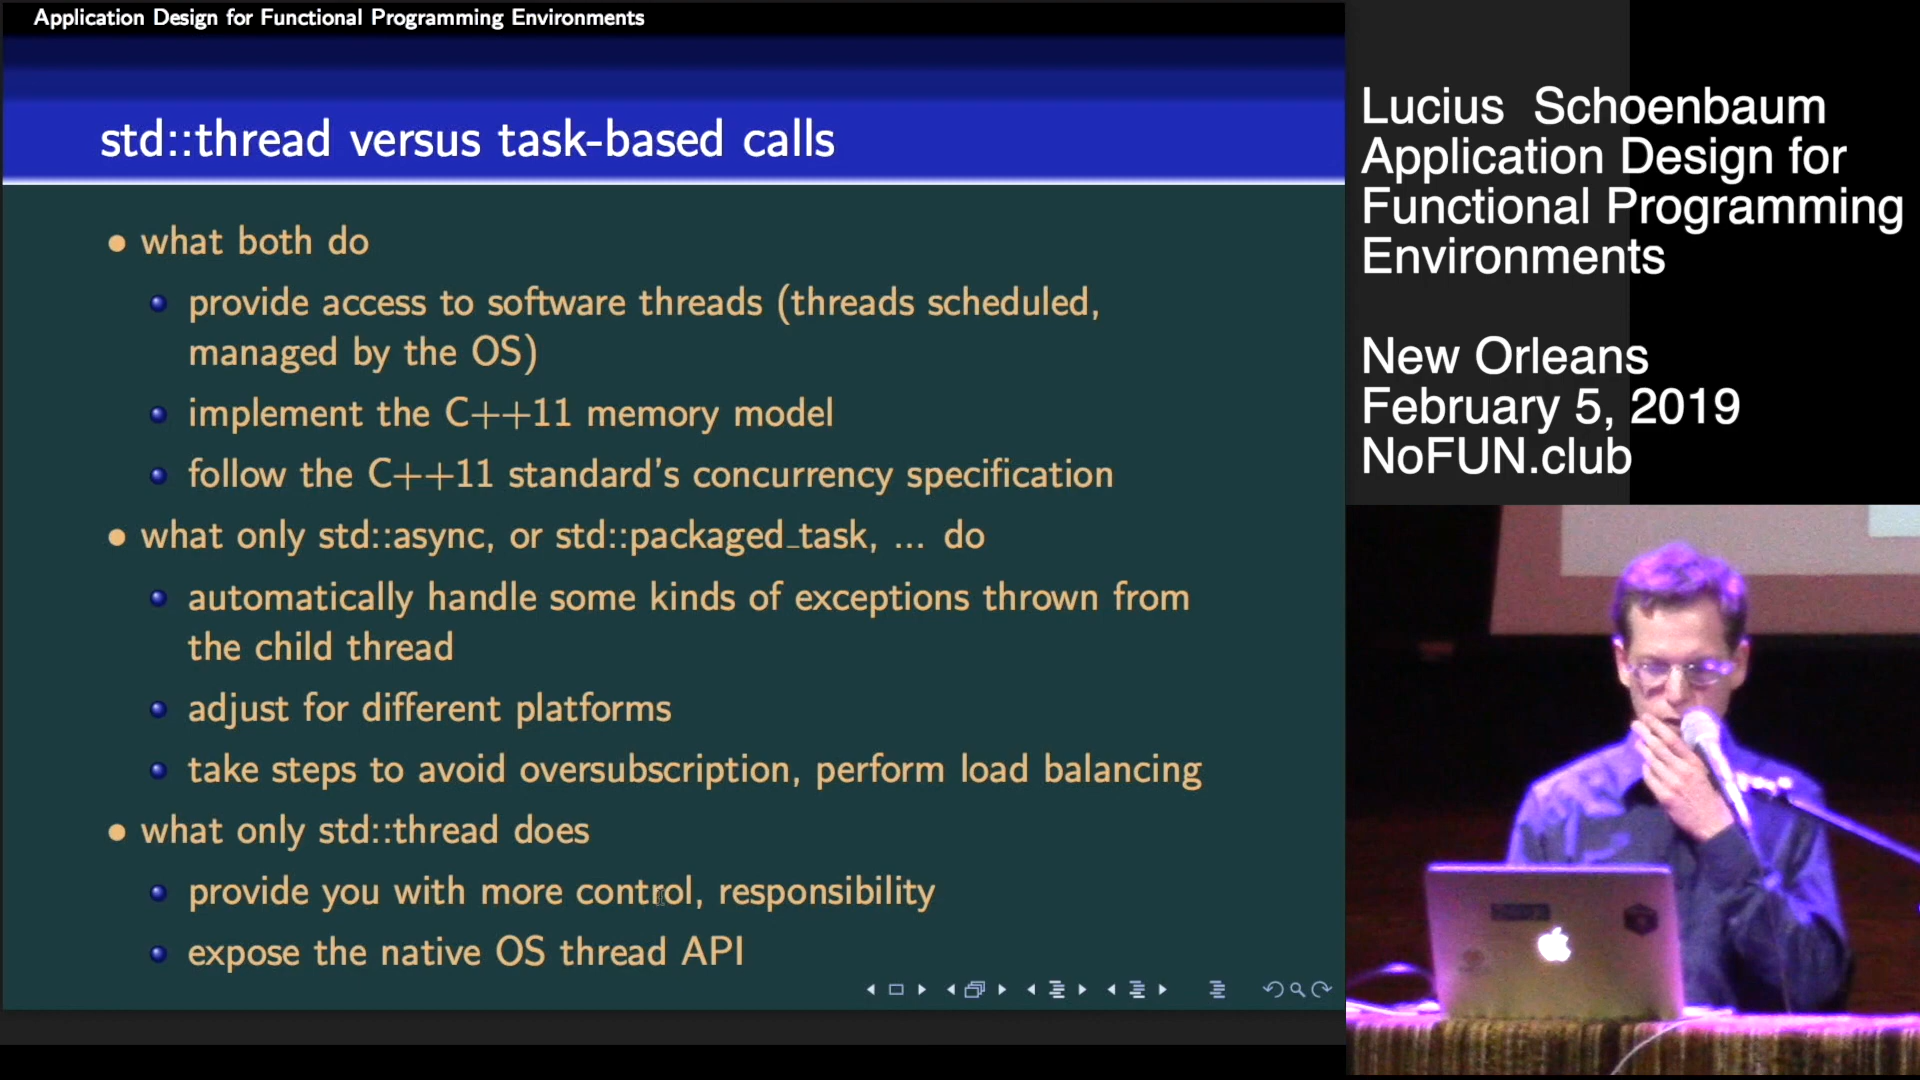 Application Design for Functional Programming Environments
std::thread versus task-based calls
what both do
provide access to software threads (threads scheduled,
managed by the OS)
implement the C++11 memory model
follow the C++11 standard's concurrency specification
what only std::async, or std::packaged_task, ... do
automatically handle some kinds of exceptions thrown from
the child thread
adjust for different platforms
take steps to avoid oversubscription, perform load balancing
what only std::thread does
provide you with more control, responsibility
expose the native OS thread API
Lucius Schoenbaum
Application Design for
Functional Programming
Environments
New Orleans
February 5, 2019
NoFUN.club